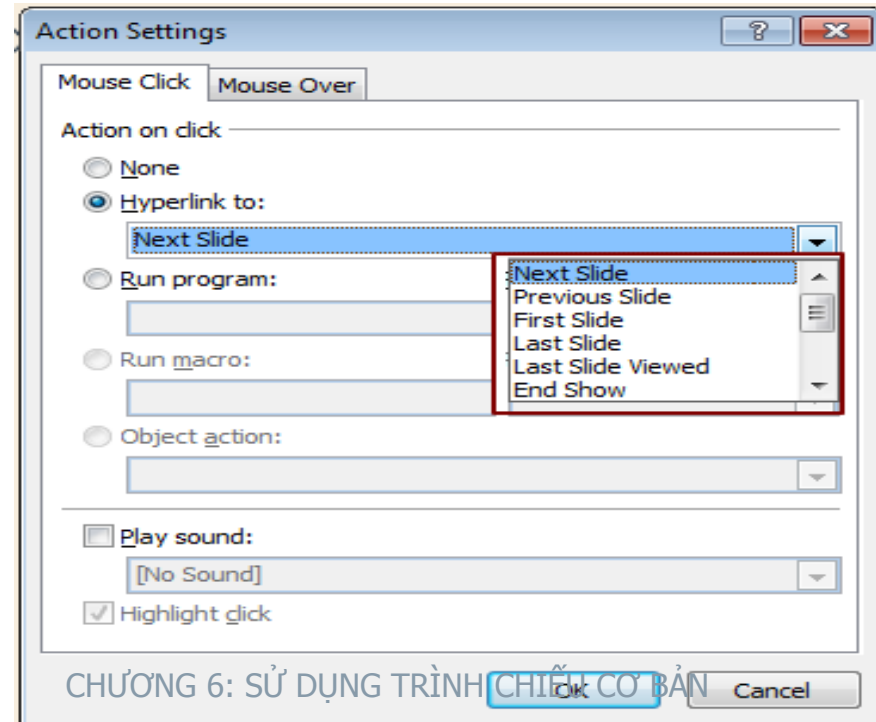 Action Settings
Mouse Click
Mouse Over
Action on click
None
Hyperlink to:
Next Slide
Run program:
Next Slide
Previous Slide
First Slide
Last Slide
Last Slide Viewed
End Show
Run macro:
Object action:
Play sound:
[No Sound]
Highlight click
CHƯƠNG 6: SỬ DỤNG TRÌNH CHIẾU CƠ BẢN
OK
Cancel